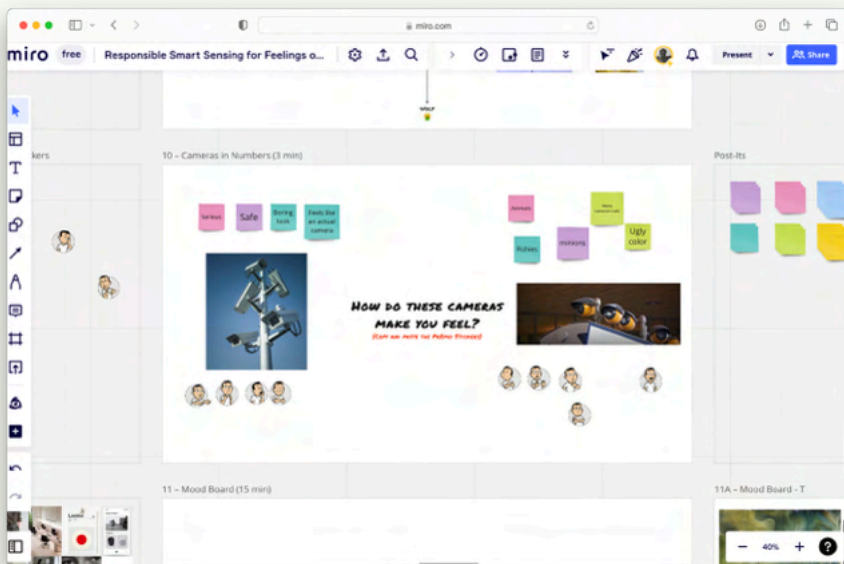 miro.com
miro
free
Responsible Smart Sensing for Feelings o...
Present
Share
kers
10 – Cameras in Numbers (3 min)
Post-Its
Serious
Safe
Boring look
Feels like
an actual
camera
Animals
Fishies
minions
Ugly
color
How do these cameras
make you feel?
11 – Mood Board (15 min)
11A – Mood Board - T
40%